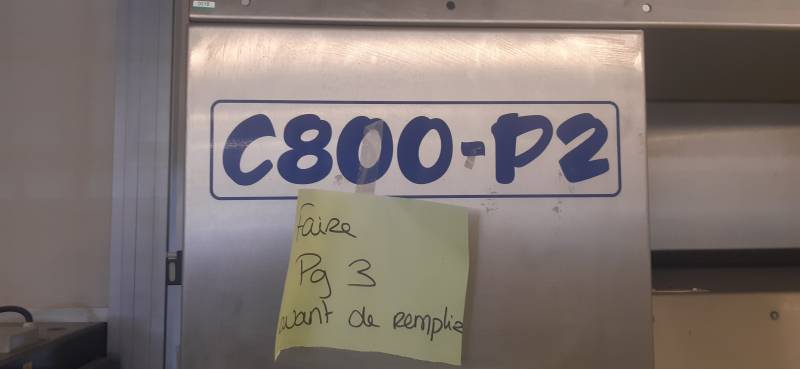 C800-P2
faire
Pg 3
avant de remplir